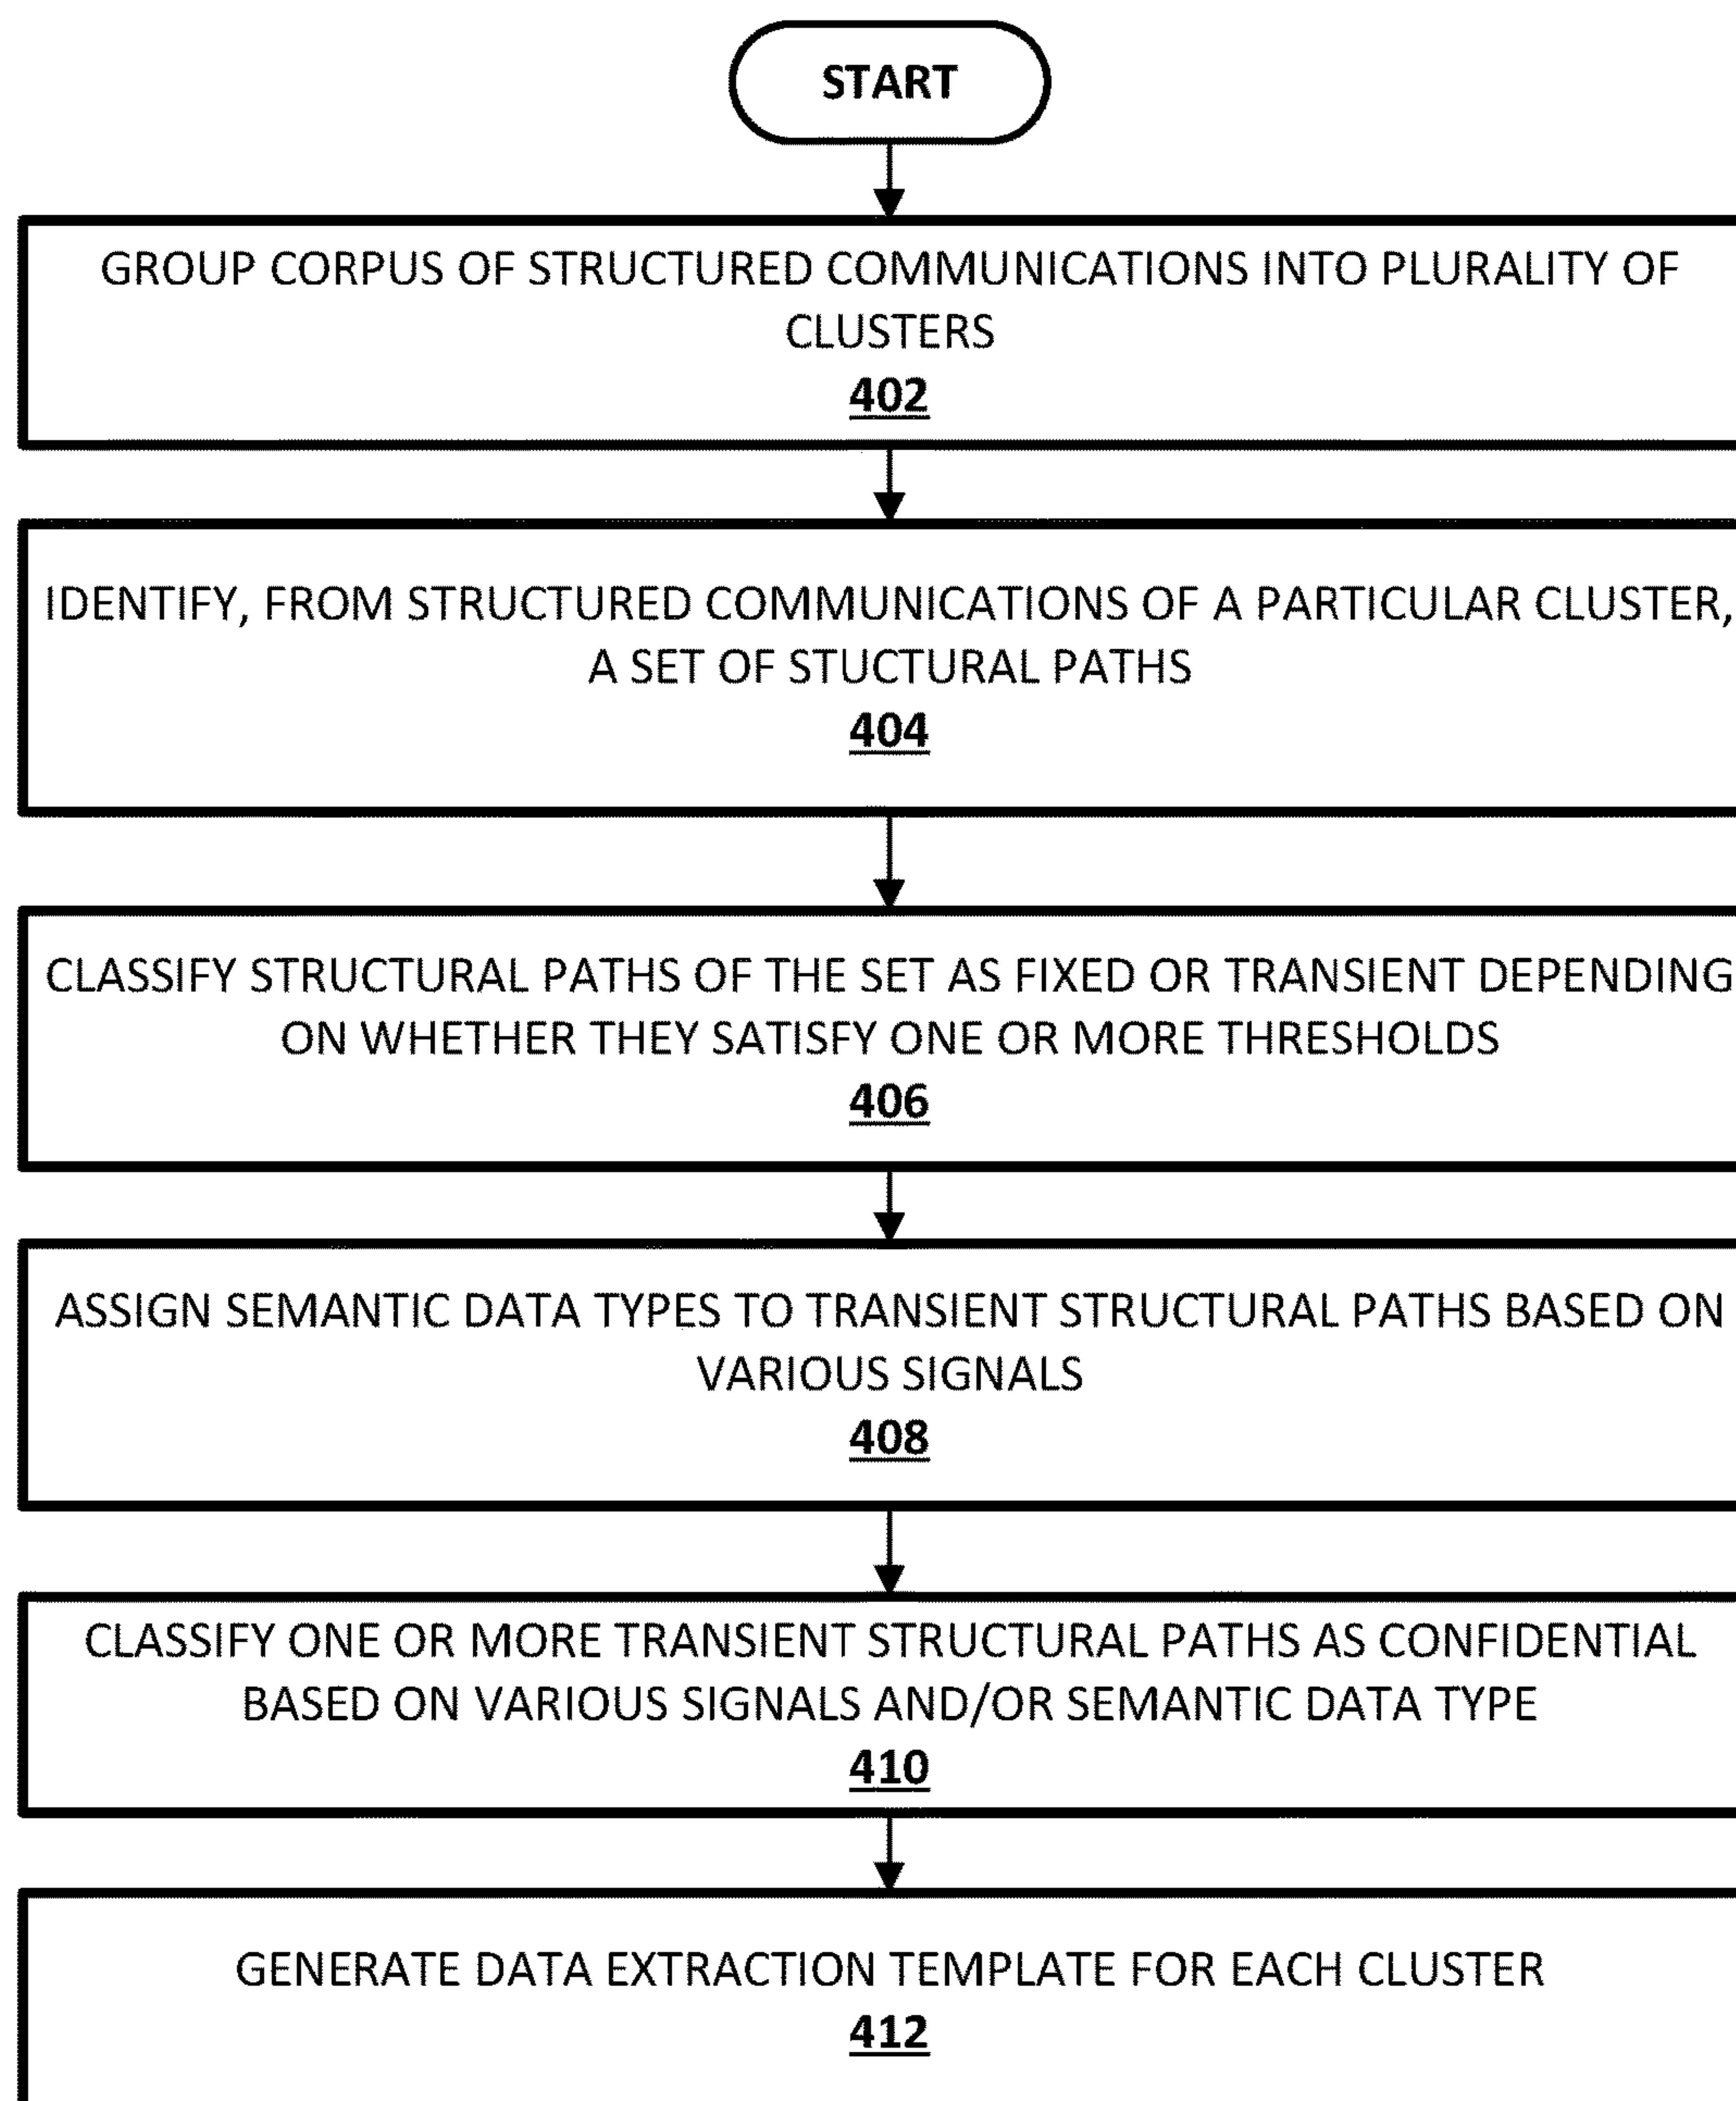 START
GROUP CORPUS OF STRUCTURED COMMUNICATIONS INTO PLURALITY OF
CLUSTERS
402
IDENTIFY, FROM STRUCTURED COMMUNICATIONS OF A PARTICULAR CLUSTER,
A SET OF STUCTURAL PATHS
404
CLASSIFY STRUCTURAL PATHS OF THE SET AS FIXED OR TRANSIENT DEPENDING
ON WHETHER THEY SATISFY ONE OR MORE THRESHOLDS
406
ASSIGN SEMANTIC DATA TYPES TO TRANSIENT STRUCTURAL PATHS BASED ON
VARIOUS SIGNALS
408
CLASSIFY ONE OR MORE TRANSIENT STRUCTURAL PATHS AS CONFIDENTIAL
BASED ON VARIOUS SIGNALS AND/OR SEMANTIC DATA TYPE
410
GENERATE DATA EXTRACTION TEMPLATE FOR EACH CLUSTER
412